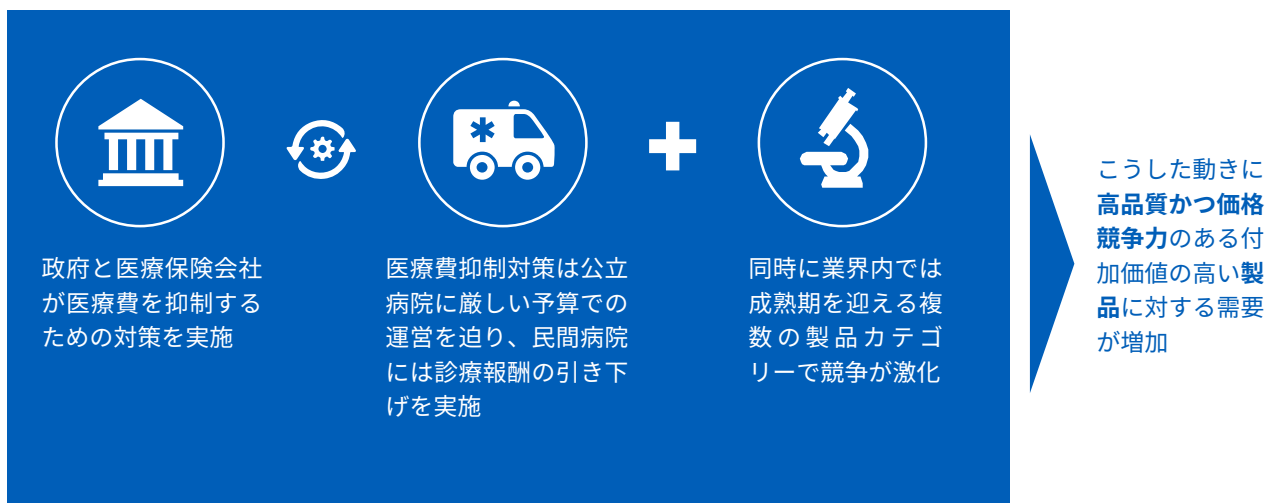 政府と医療保険会社
が医療費を抑制する
ための対策を実施
医療費抑制対策は公立
病院に厳しい予算での
運営を迫り、民間病院
には診療報酬の引き下
げを実施
同時に業界内では
成熟期を迎える複
数の製品カテゴ
リーで競争が激化
こうした動きに
高品質かつ価格
競争力のある付
加価値の高い製
品に対する需要
が増加